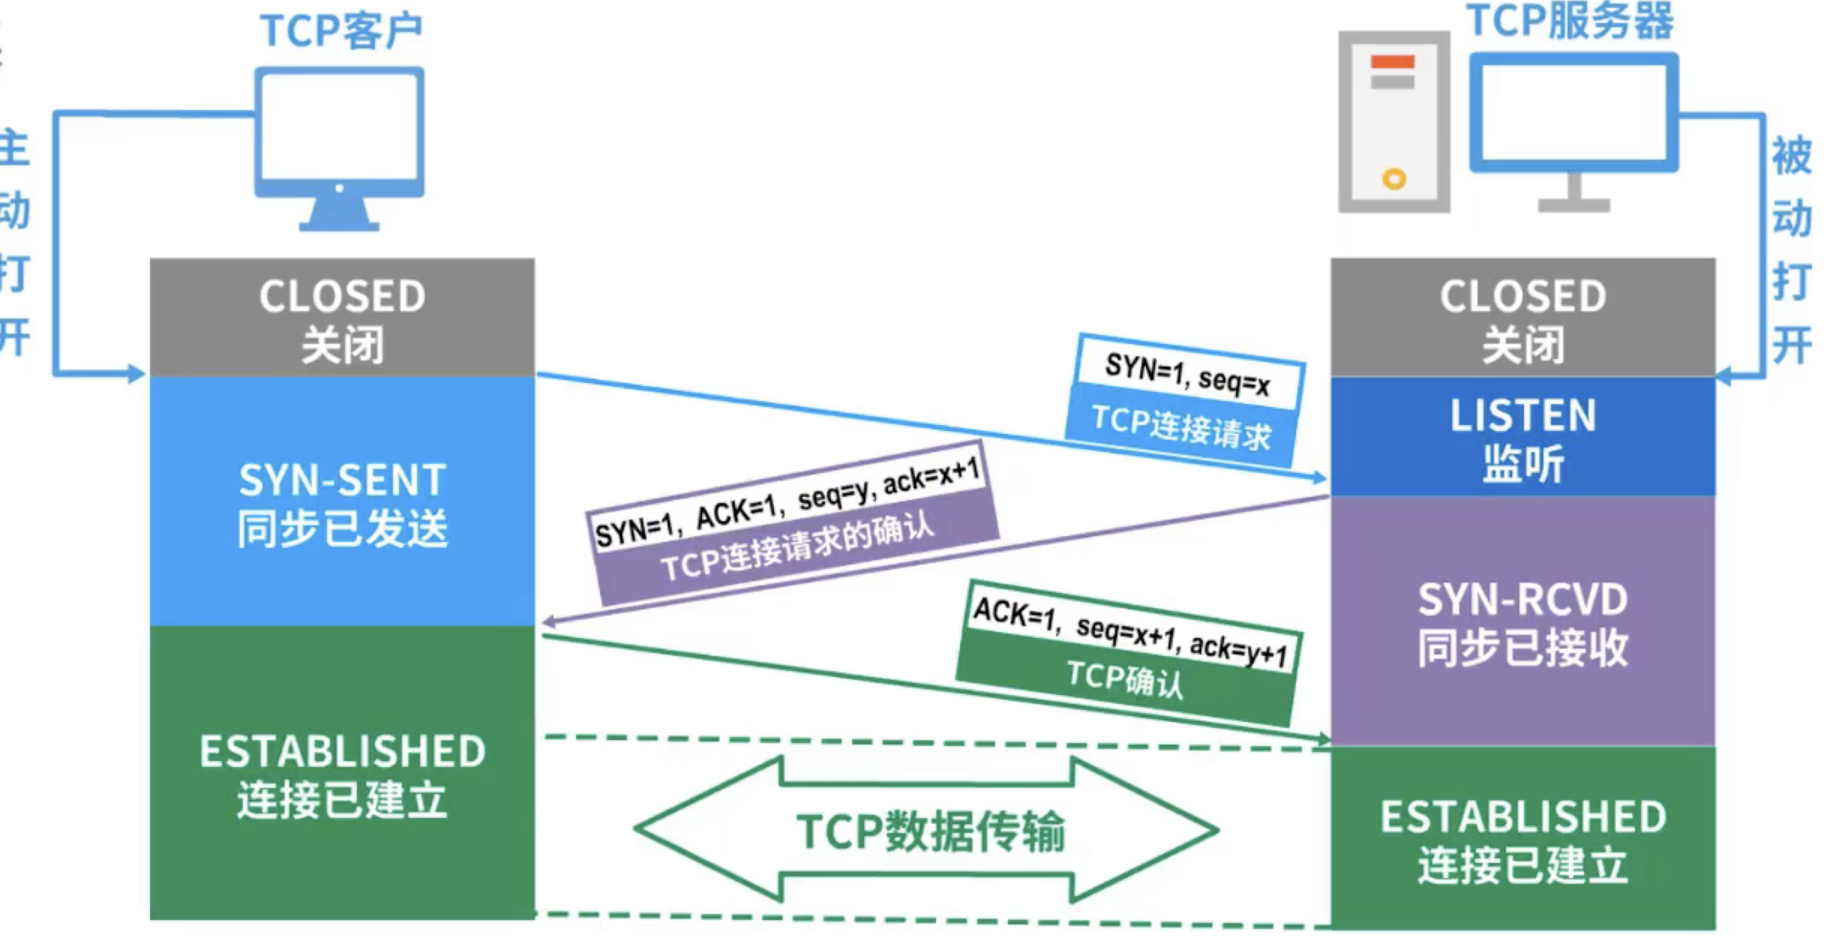 TCP客户
TCP服务器
主动打开
被动打开
CLOSED
关闭
CLOSED
关闭
SYN=1, seq=x
TCP连接请求
LISTEN
监听
SYN-SENT
同步已发送
SYN=1, ACK=1, seq=y, ack=x+1
TCP连接请求的确认
SYN-RCVD
同步已接收
ACK=1, seq=x+1, ack=y+1
TCP确认
ESTABLISHED
连接已建立
TCP数据传输
ESTABLISHED
连接已建立